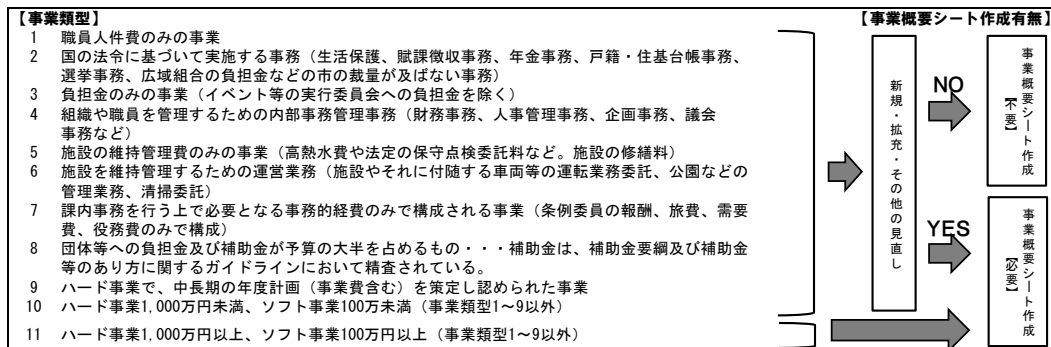 【事業類型】
1 職員人件費のみの事業
2 国の法令に基づいて実施する事務（生活保護、賦課徴収事務、年金事務、戸籍・住基台帳事務、
選挙事務、広域組合の負担金などの市の裁量が及ばない事務）
3 負担金のみの事業（イベント等の実行委員会への負担金を除く）
4 組織や職員を管理するための内部事務管理事務（財務事務、人事管理事務、企画事務、議会
事務など）
5 施設の維持管理費のみの事業（高熱水費や法定の保守点検委託料など。施設の修繕料）
6 施設を維持管理するための運営業務（施設やそれに付随する車両等の運転業務委託、公園などの
管理業務、清掃委託）
7 課内事務を行う上で必要となる事務的経費のみで構成される事業（条例委員の報酬、旅費、需要
費、役務費のみで構成）
8 団体等への負担金及び補助金が予算の大半を占めるもの・・・補助金は、補助金要綱及び補助金
等のあり方に関するガイドラインにおいて精査されている。
9 ハード事業で、中長期の年度計画（事業費含む）を策定し認められた事業
10 ハード事業1,000万円未満、ソフト事業100万未満（事業類型1～9以外）
11 ハード事業1,000万円以上、ソフト事業100万円以上（事業類型1～9以外）
新規・拡充・その他の見直し
【事業概要シート作成有無】
NO
事業概要シート作成
【不要】
YES
事業概要シート作成
【必要】